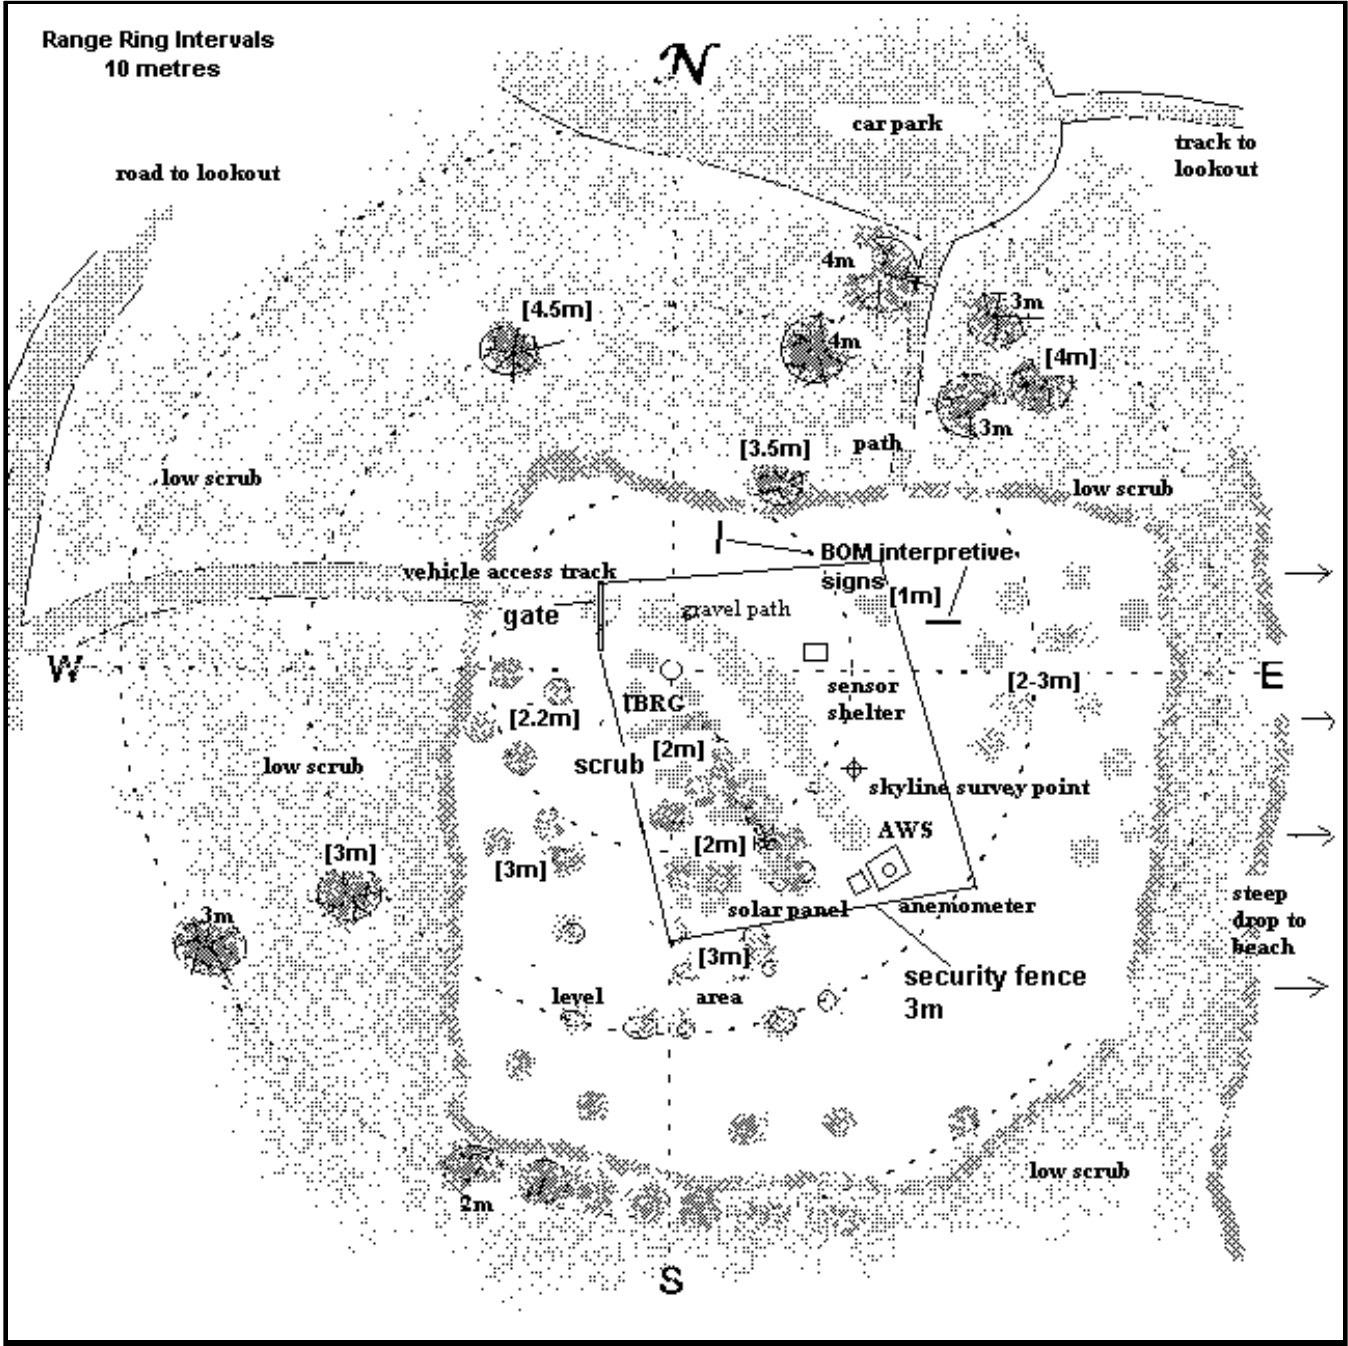 Range Ring Intervals
10 metres
N
car park
track to
lookout
road to lookout
4m
3m
[4.5m]
4m
[4m]
3m
[3.5m]
path
low scrub
low scrub
BOM interpretive
signs
vehicle access track
[1m]
gate
gravel path
W
E
sensor
shelter
[2-3m]
IBRG
[2.2m]
scrub
[2m]
low scrub
skyline survey point
AWS
[2m]
[3m]
[3m]
solar panel
anemometer
steep
drop to
beach
3m
[3m]
security fence
3m
level
area
low scrub
2m
S